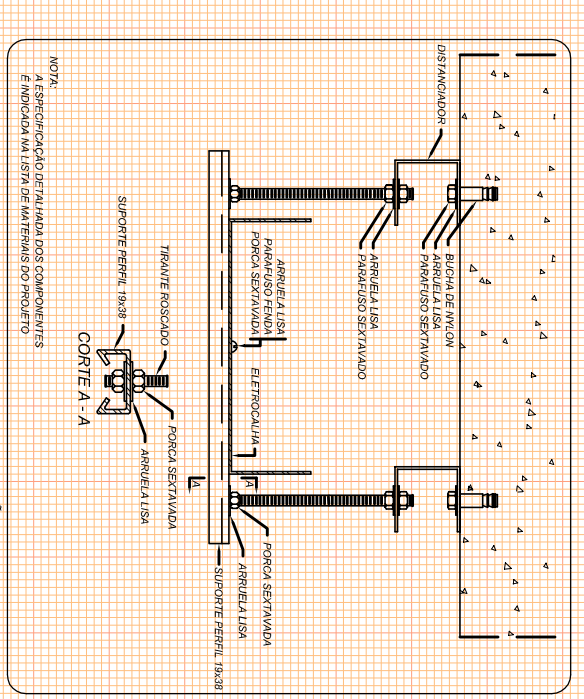 DISTANCIADOR
BUCHA DE NYLON
ARRUELA LISA
PARAFUSO SEXTAVADO
ARRUELA LISA
PARAFUSO SEXTAVADO
ARRUELA LISA
PARAFUSO FENDA
PORCA SEXTAVADA
ELETROCALHA
A
A
PORCA SEXTAVADA
ARRUELA LISA
SUPORTE PERFIL 19x38
TIRANTE ROSCADO
SUPORTE PERFIL 19x38
PORCA SEXTAVADA
ARRUELA LISA
CORTE A - A
NOTA:
A ESPECIFICAÇÃO DETALHADA DOS COMPONENTES
É INDICADA NA LISTA DE MATERIAIS DO PROJETO